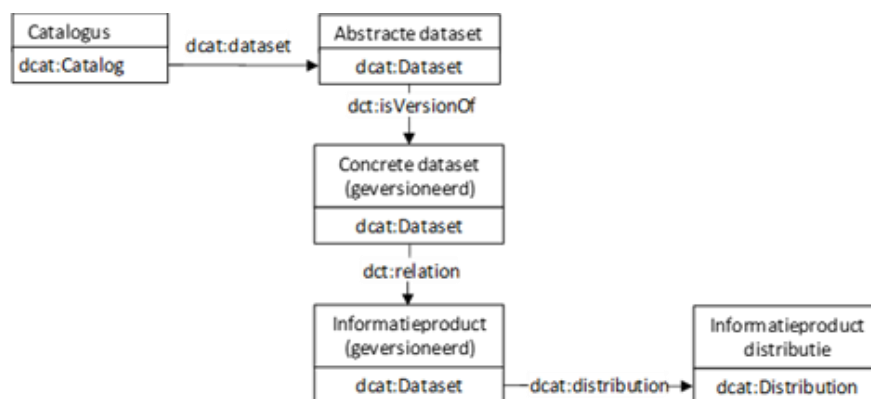 Catalogus
dcat:Catalog
dcat:dataset
Abstracte dataset
dcat:Dataset
dct:isVersionOf
Concrete dataset
(geversioneerd)
dcat:Dataset
dct:relation
Informatieproduct
(geversioneerd)
dcat:Dataset
dcat:distribution
Informatieproduct
distributie
dcat:Distribution